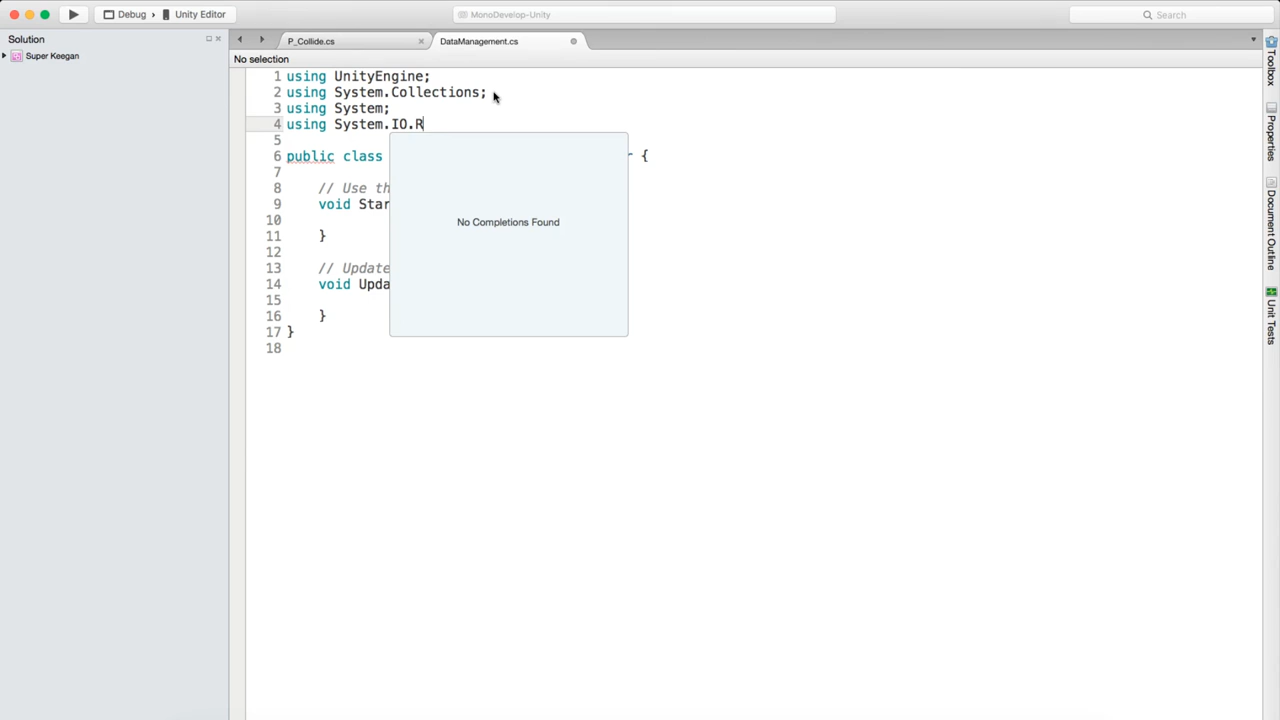 Debug › Unity Editor
MonoDevelop-Unity
Search
Solution
P_Collide.cs
DataManagement.cs
Super Keegan
No selection
1 using UnityEngine;
2 using System.Collections;
3 using System;
4 using System.IO.R
5
6 public class r {
7
8 // Use th
9 void Star
10
11 }
12
13 // Update
14 void Upda
15
16 }
17 }
18
No Completions Found
Toolbox
Properties
Document Outline
Unit Tests